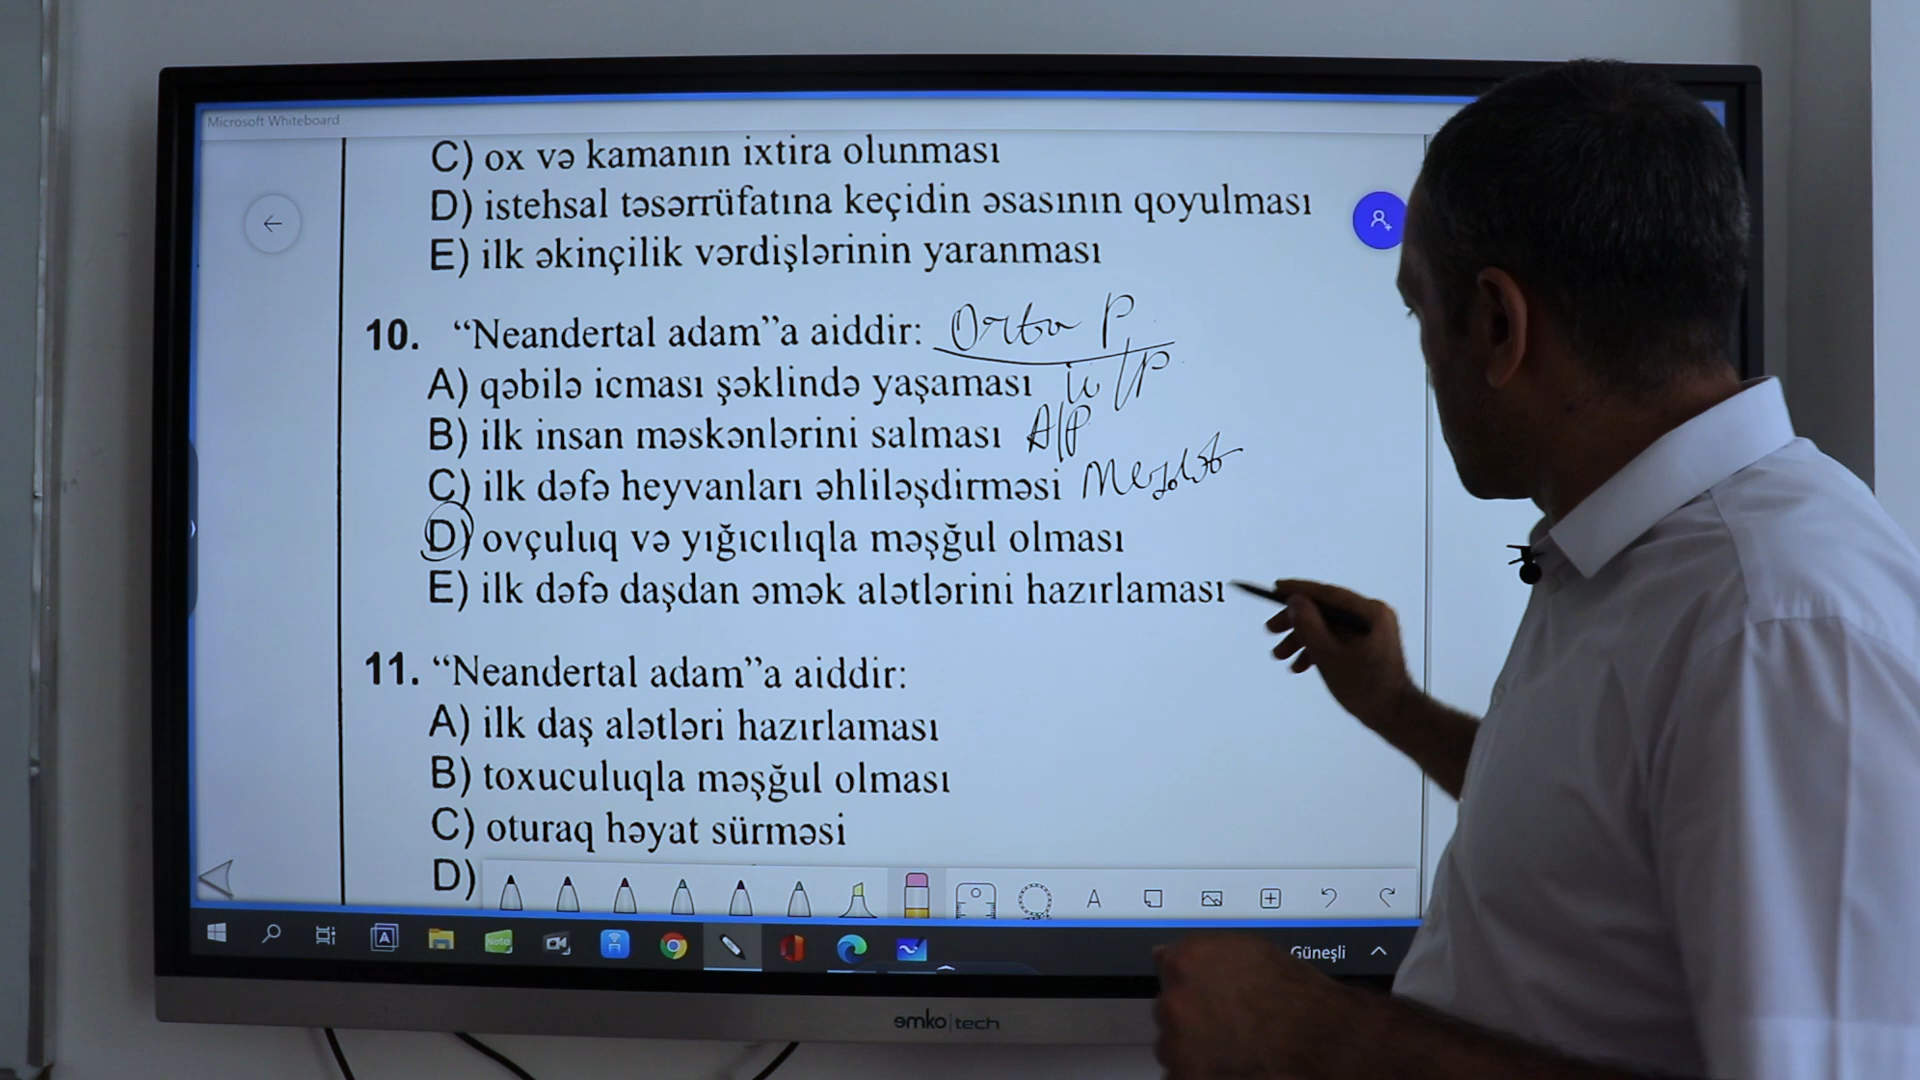 Microsoft Whiteboard
C) ox və kamanın ixtira olunması
D) istehsal təsərrüfatına keçidin əsasının qoyulması
E) ilk əkinçilik vərdişlərinin yaranması
10. “Neandertal adam”a aiddir: Orta P
A) qəbilə icması şəklində yaşaması ü/P
B) ilk insan məskənlərini salması A/P
C) ilk dəfə heyvanları əhliləşdirməsi
D) ovçuluq və yığıcılıqla məşğul olması
E) ilk dəfə daşdan əmək alətlərini hazırlaması
11. “Neandertal adam”a aiddir:
A) ilk daş alətləri hazırlaması
B) toxuculuqla məşğul olması
C) oturaq həyat sürməsi
D)
Güneşli
emko|tech